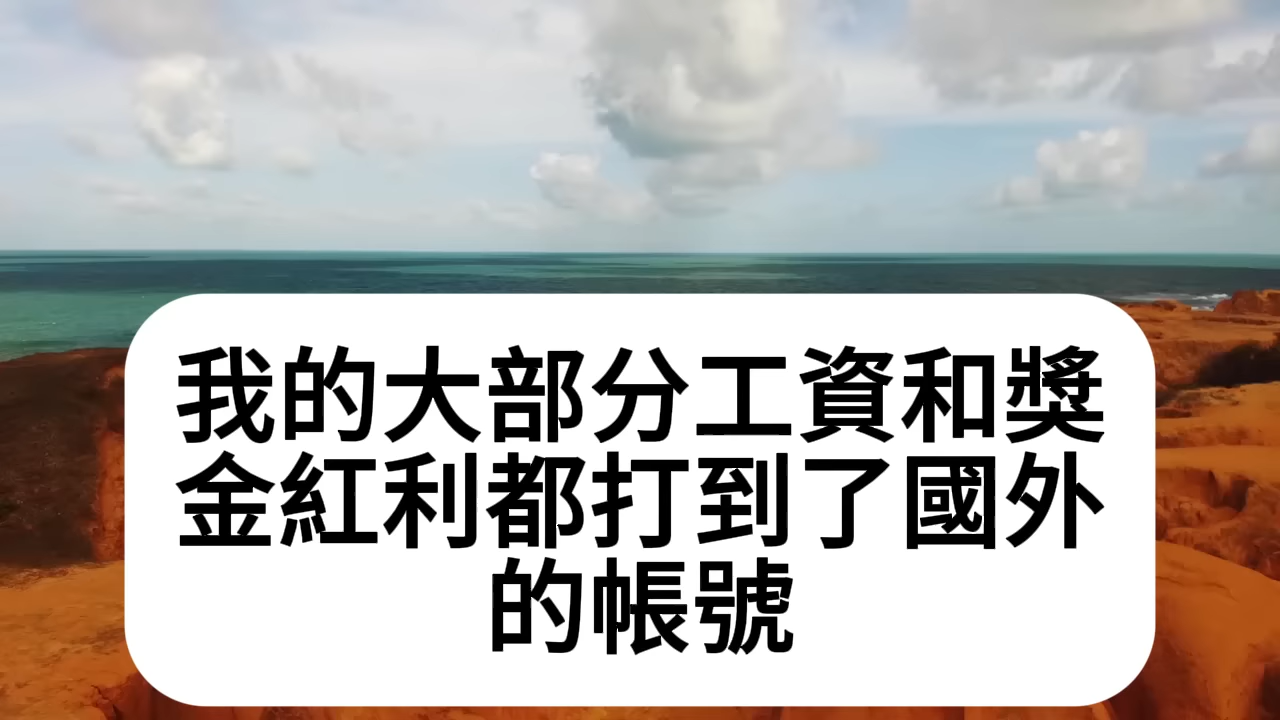 我的大部分工資和獎
金紅利都打到了國外
的帳號